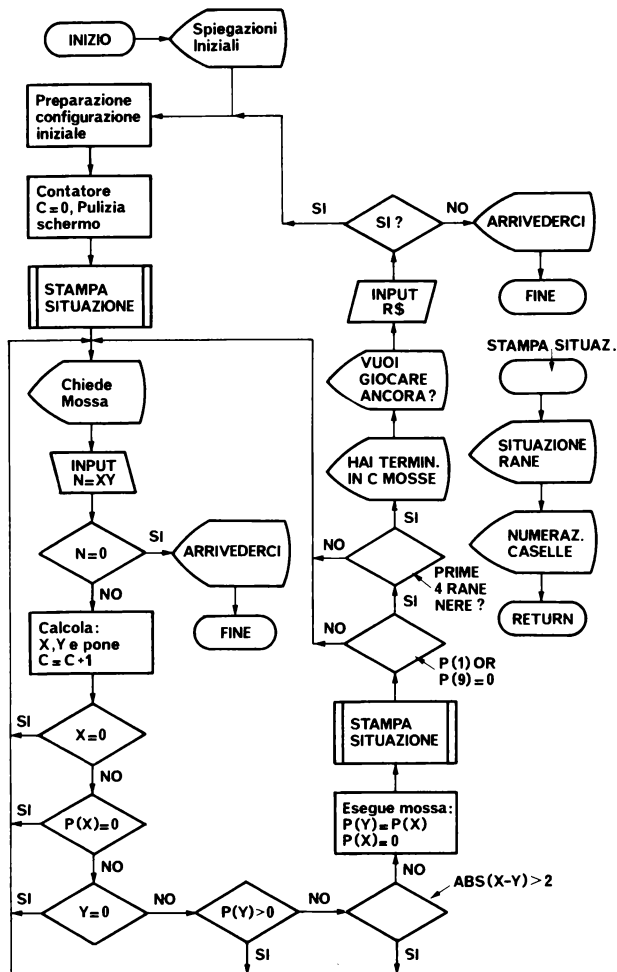 INIZIO
Spiegazioni
Iniziali
Preparazione
configurazione
iniziale
Contatore
C=0, Pulizia
schermo
STAMPA
SITUAZIONE
Chiede
Mossa
INPUT
N=XY
N=0
SI
ARRIVEDERCI
FINE
NO
Calcola:
X,Y e pone
C=C+1
SI
X=0
NO
SI
P(X)=0
NO
SI
Y=0
NO
P(Y)>0
SI
NO
ABS(X-Y)>2
SI
NO
Esegue mossa:
P(Y)=P(X)
P(X)=0
STAMPA
SITUAZIONE
P(1) OR
P(9)=0
NO
SI
PRIME
4 RANE
NERE ?
NO
SI
HAI TERMIN.
IN C MOSSE
VUOI
GIOCARE
ANCORA ?
INPUT
R$
SI ?
SI
NO
ARRIVEDERCI
FINE
STAMPA SITUAZ.
SITUAZIONE
RANE
NUMERAZ.
CASELLE
RETURN